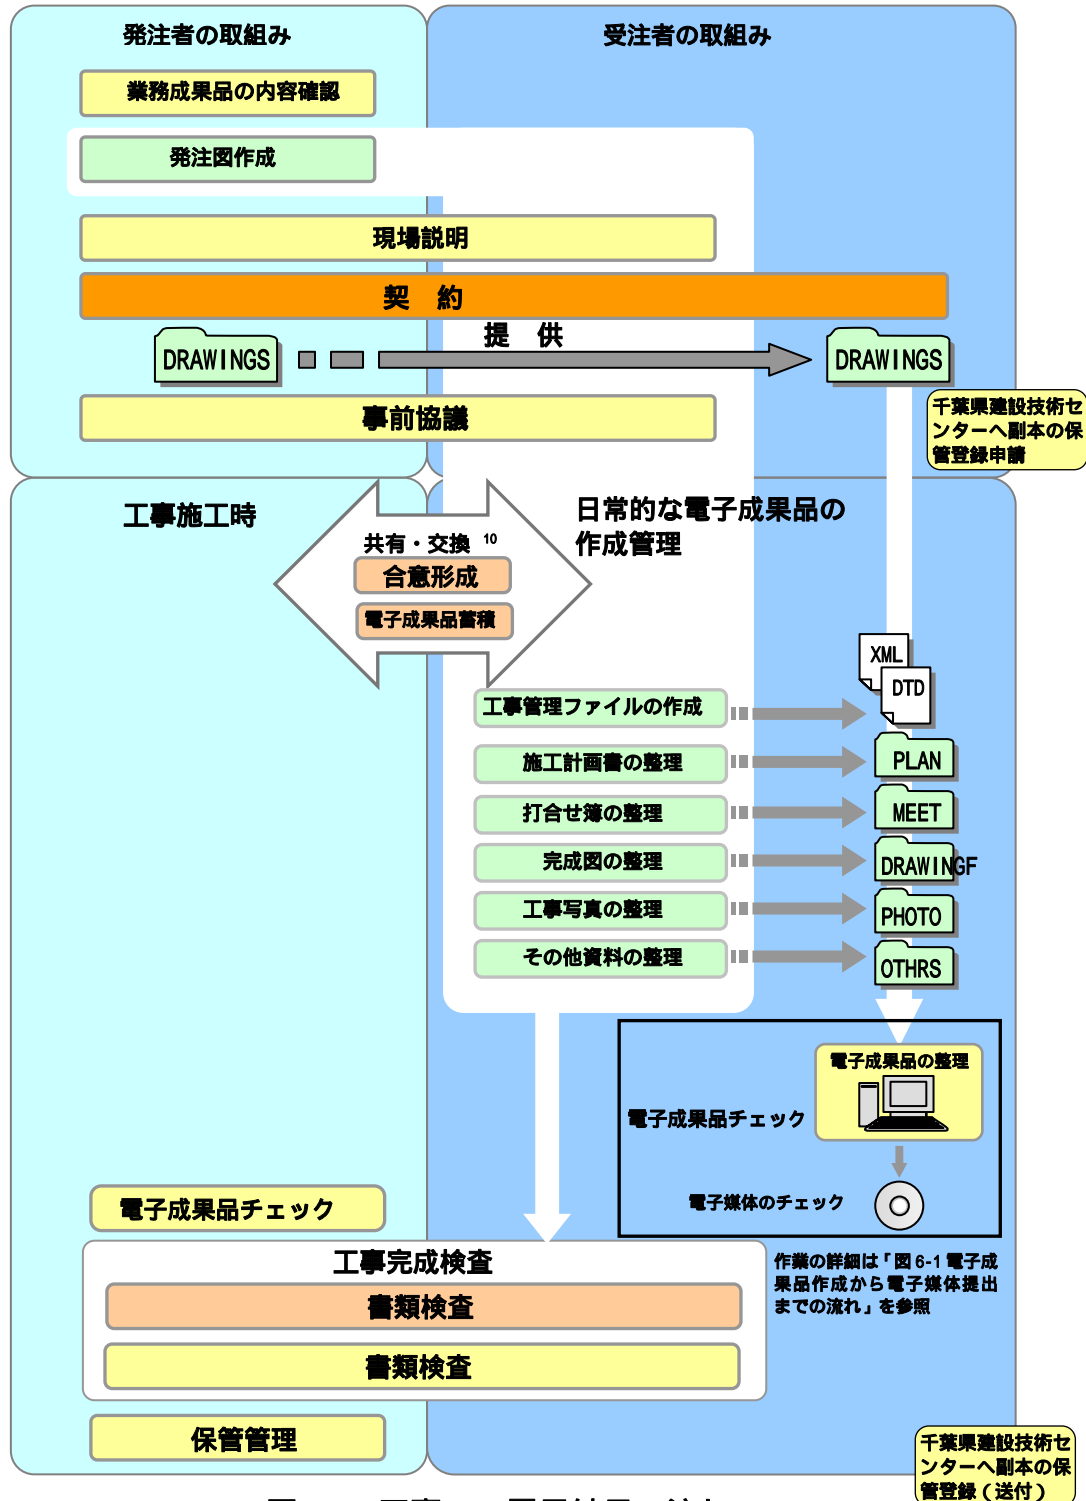 発注者の取組み
受注者の取組み
業務成果品の内容確認
発注図作成
現場説明
契　約
提　供
DRAWINGS
DRAWINGS
事前協議
千葉県建設技術セ
ンターへ副本の保
管登録申請
工事施工時
日常的な電子成果品の
作成管理
共有・交換 10
合意形成
電子成果品蓄積
XML
DTD
工事管理ファイルの作成
施工計画書の整理
PLAN
打合せ簿の整理
MEET
完成図の整理
DRAWINGF
工事写真の整理
PHOTO
その他資料の整理
OTHRS
電子成果品の整理
電子成果品チェック
電子媒体のチェック
電子成果品チェック
工事完成検査
書類検査
書類検査
作業の詳細は「図 6-1 電子成
果品作成から電子媒体提出
までの流れ」を参照
保管管理
千葉県建設技術セ
ンターへ副本の保
管登録（送付）